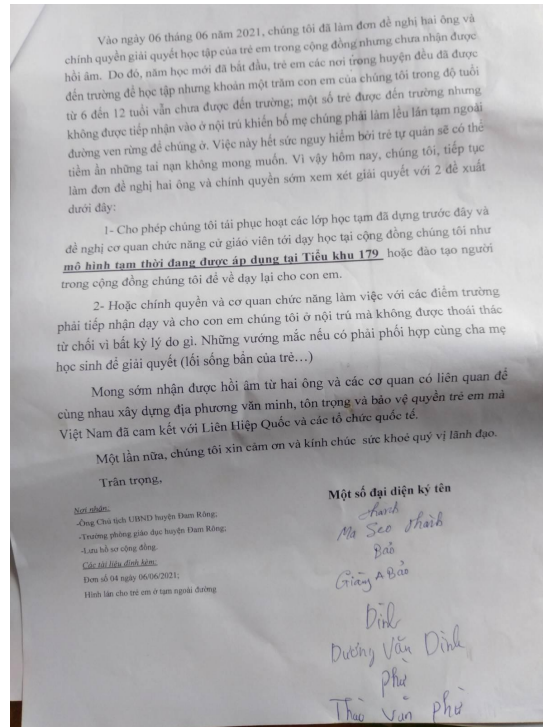 Vào ngày 06 tháng 06 năm 2021, chúng tôi đã làm đơn đề nghị hai ông và
chính quyền giải quyết học tập của trẻ em trong cộng đồng nhưng chưa nhận được
hồi âm. Do đó, năm học mới đã bắt đầu, trẻ em các nơi trong huyện đều đã được
đến trường để học tập nhưng khoản một trăm con em của chúng tôi trong độ tuổi
từ 6 đến 12 tuổi vẫn chưa được đến trường; một số trẻ được đến trường nhưng
không được tiếp nhận vào ở nội trú khiến bố mẹ chúng phải làm lều lán tạm ngoài
đường ven rừng để chúng ở. Việc này hết sức nguy hiểm bởi trẻ tự quản sẽ có thể
tiềm ẩn những tai nạn không mong muốn. Vì vậy hôm nay, chúng tôi, tiếp tục
làm đơn đề nghị hai ông và chính quyền sớm xem xét giải quyết với 2 đề xuất
dưới đây:
1- Cho phép chúng tôi tái phục hoạt các lớp học tạm đã dựng trước đây và
đề nghị cơ quan chức năng cử giáo viên tới dạy học tại cộng đồng chúng tôi như
mô hình tạm thời đang được áp dụng tại Tiểu khu 179 hoặc đào tạo người
trong cộng đồng chúng tôi để về dạy lại cho con em.
2- Hoặc chính quyền và cơ quan chức năng làm việc với các điểm trường
phải tiếp nhận dạy và cho con em chúng tôi ở nội trú mà không được thoái thác
từ chối vì bất kỳ lý do gì. Những vướng mắc nếu có phải phối hợp cùng cha mẹ
học sinh để giải quyết (lối sống bẩn của trẻ...)
Mong sớm nhận được hồi âm từ hai ông và các cơ quan có liên quan để
cùng nhau xây dựng địa phương văn minh, tôn trọng và bảo vệ quyền trẻ em mà
Việt Nam đã cam kết với Liên Hiệp Quốc và các tổ chức quốc tế.
Một lần nữa, chúng tôi xin cảm ơn và kính chúc sức khoẻ quý vị lãnh đạo.
Trân trọng,
Một số đại diện ký tên
Nơi nhận:
-Ông Chủ tịch UBND huyện Đam Rông;
-Trưởng phòng giáo dục huyện Đam Rông;
-Lưu hồ sơ cộng đồng.
Các tài liệu đính kèm:
Đơn số 04 ngày 06/06/2021;
Hình lán cho trẻ em ở tạm ngoài đường
Ma Seo
Bảo
Giàng A Bảo
Dình
Dương Văn Dình
Phừ
Thào Văn Phừ